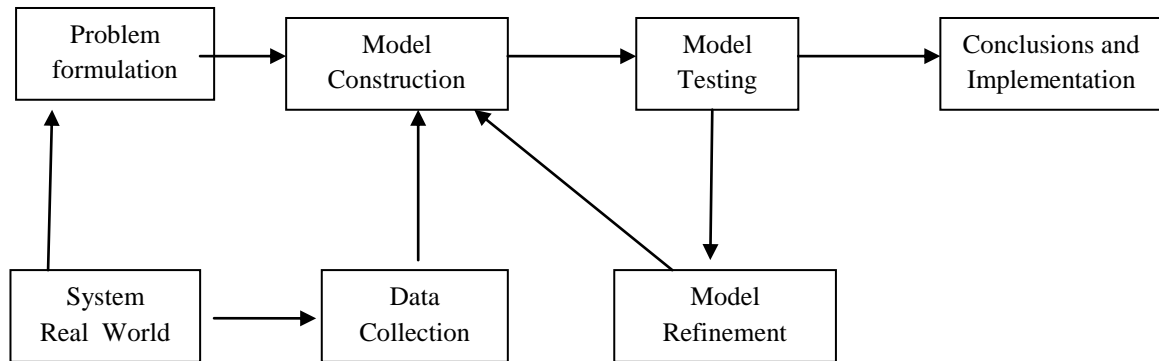 Problem
formulation
Model
Construction
Model
Testing
Conclusions and
Implementation
System
Real World
Data
Collection
Model
Refinement